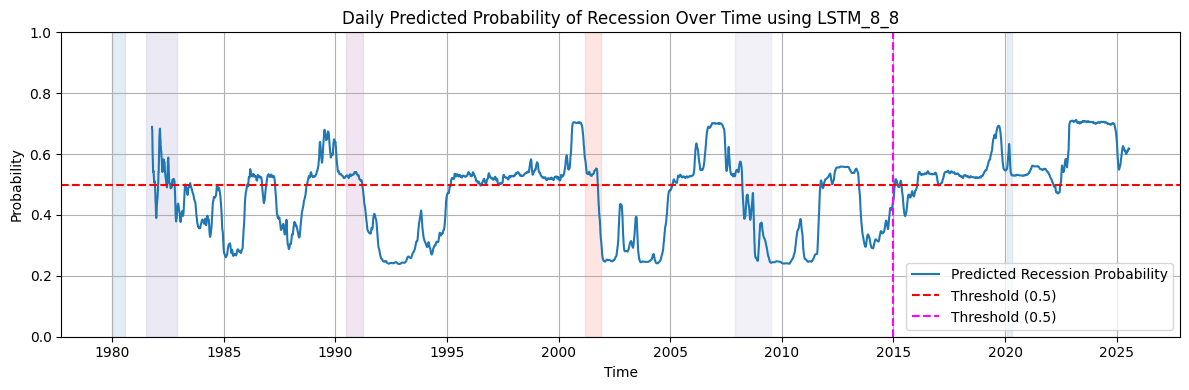 Daily Predicted Probability of Recession Over Time using LSTM_8_8
Probability
1.0
0.8
0.6
0.4
0.2
0.0
Predicted Recession Probability
Threshold (0.5)
Threshold (0.5)
1980 1985 1990 1995 2000 2005 2010 2015 2020 2025
Time